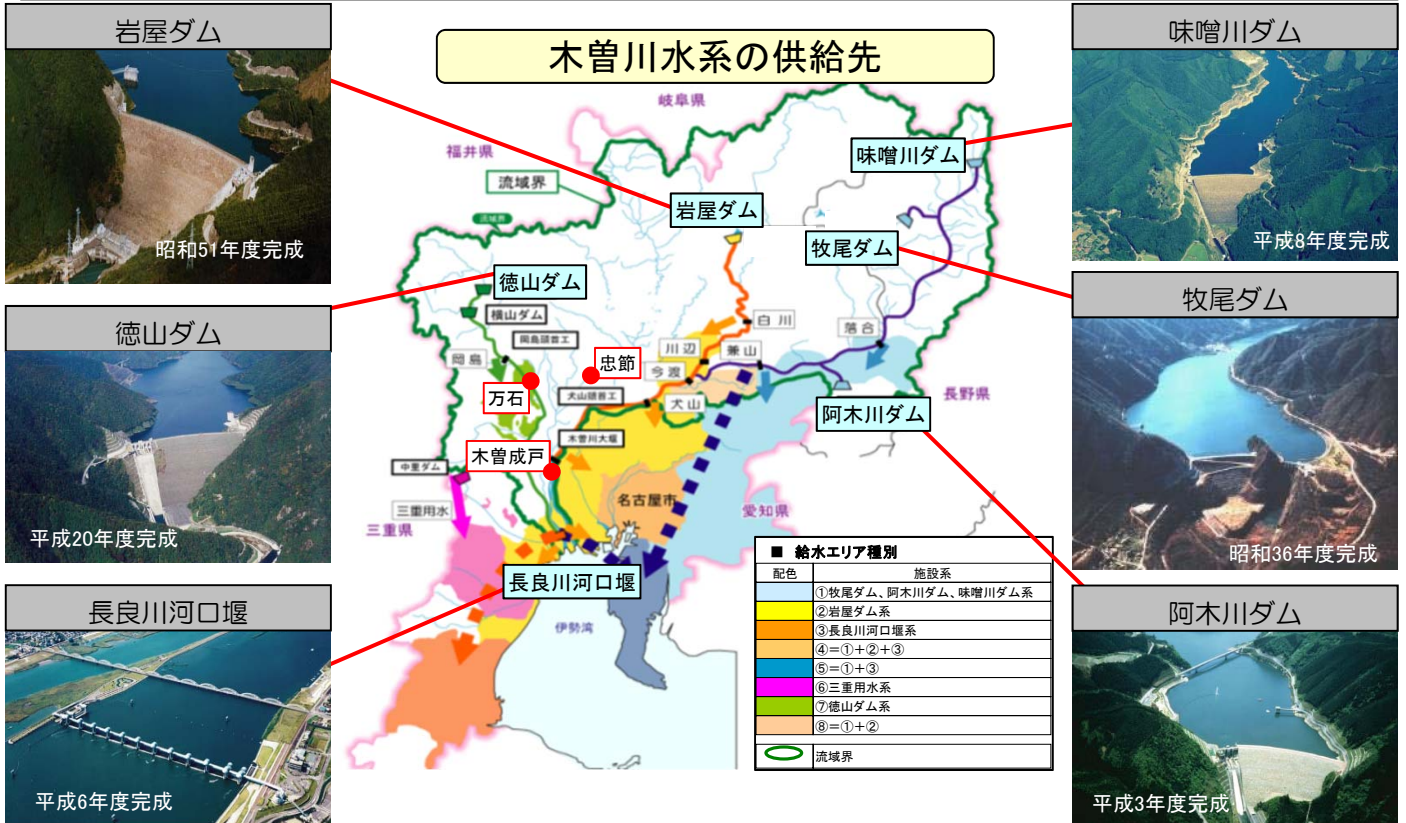 岩屋ダム
昭和51年度完成
徳山ダム
平成20年度完成
長良川河口堰
平成6年度完成
木曽川水系の供給先
岐阜県
福井県
流域界
流域界
味噌川ダム
岩屋ダム
牧尾ダム
徳山ダム
横山ダム
岡島頭首工
岡島
忠節
万石
白川
川辺
兼山
落合
今渡
犬山頭首工
犬山
長野県
阿木川ダム
木曽川大堰
木曽成戸
中里ダム
三重用水
三重県
名古屋市
愛知県
長良川河口堰
伊勢湾
■ 給水エリア種別
配色 施設系
①牧尾ダム、阿木川ダム、味噌川ダム系
②岩屋ダム系
③長良川河口堰系
④=①+②+③
⑤=①+③
⑥三重用水系
⑦徳山ダム系
⑧=①+②
流域界
味噌川ダム
平成8年度完成
牧尾ダム
昭和36年度完成
阿木川ダム
平成3年度完成